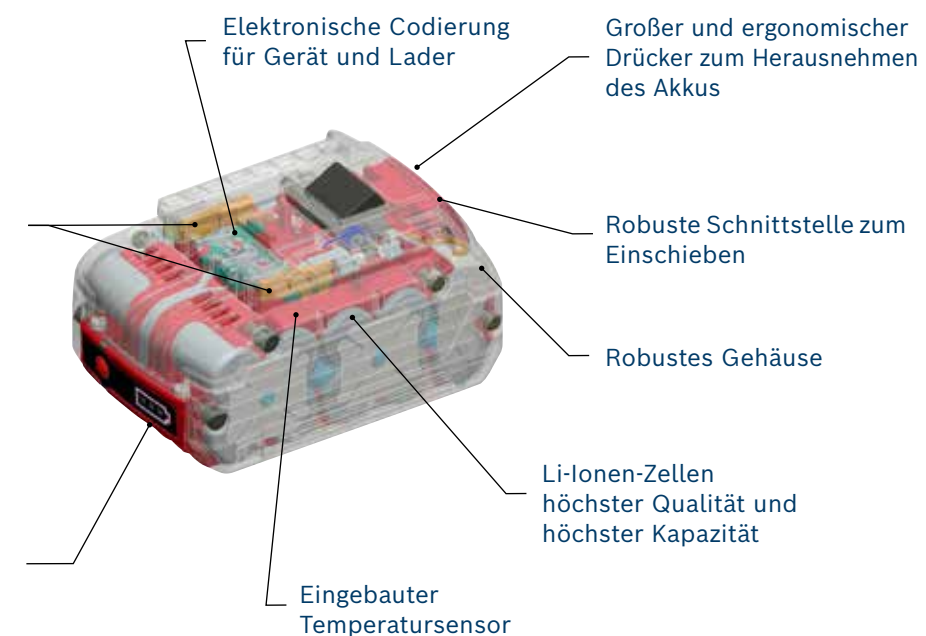 Elektronische Codierung
für Gerät und Lader
Großer und ergonomischer
Drücker zum Herausnehmen
des Akkus
Robuste Schnittstelle zum
Einschieben
Robustes Gehäuse
Li-Ionen-Zellen
höchster Qualität und
höchster Kapazität
Eingebauter
Temperatursensor